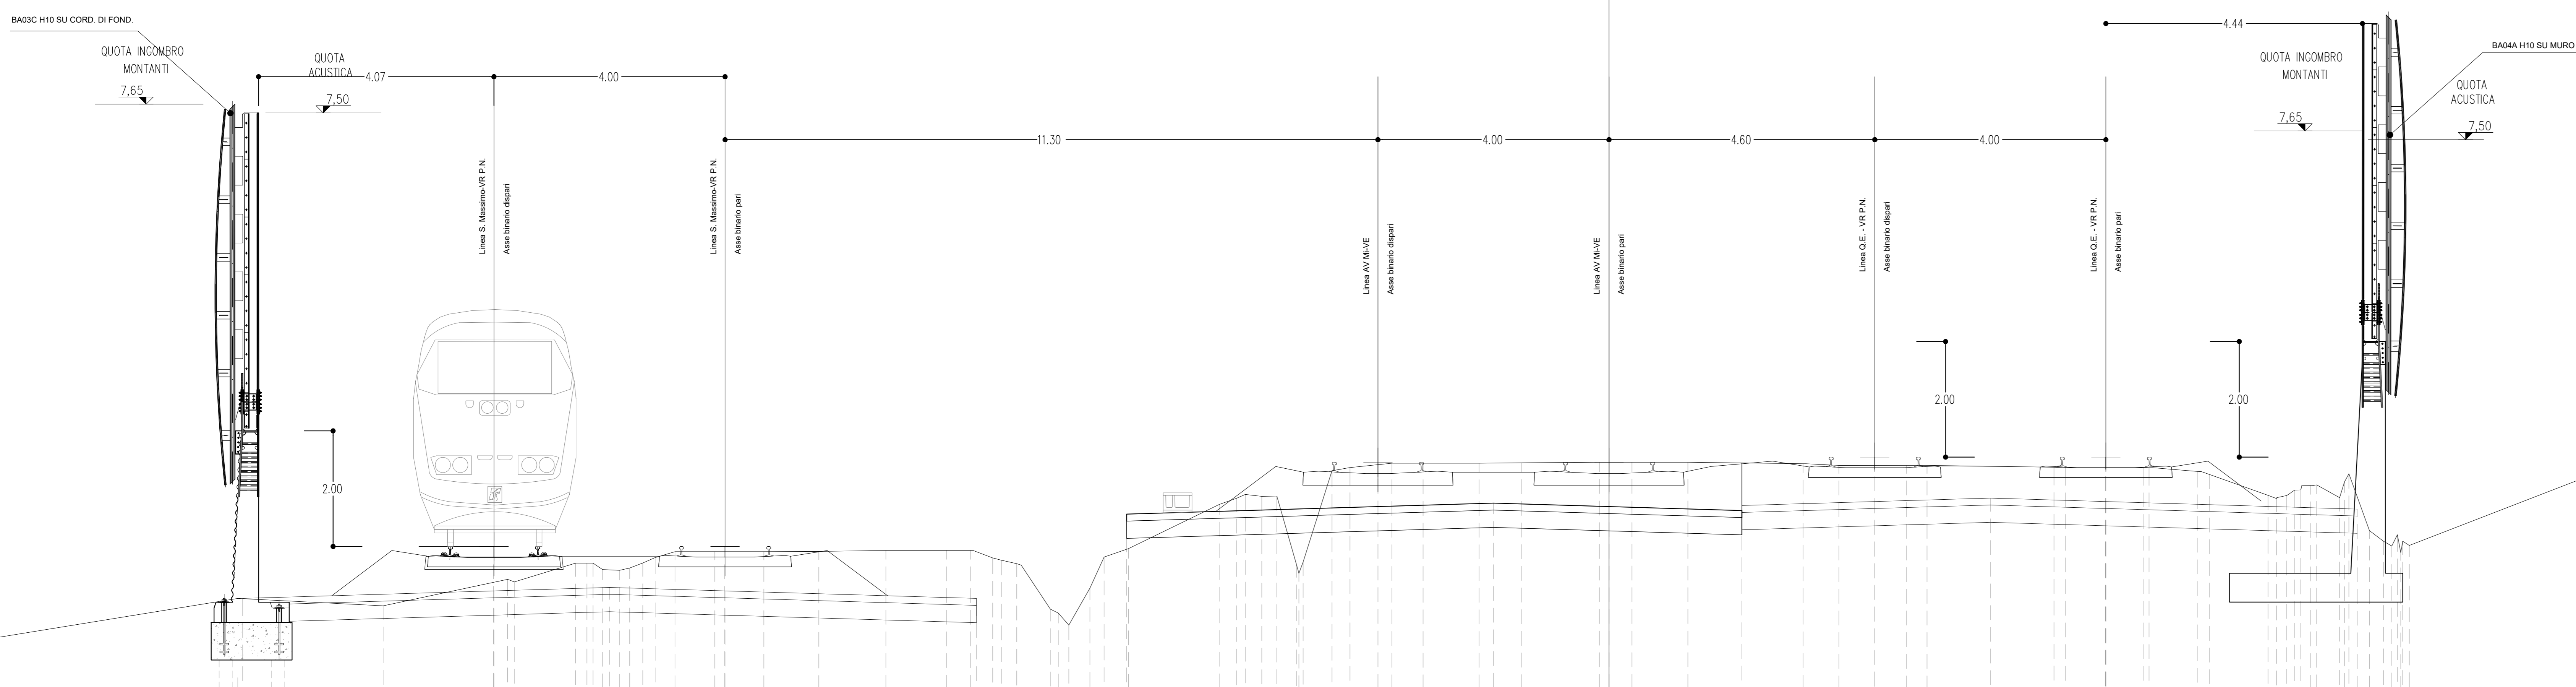 BA03C H10 SU CORD. DI FOND.
QUOTA INGOMBRO
MONTANTI
7,65
QUOTA
ACUSTICA
7,50
4.07
4.00
11.30
4.00
4.60
4.00
4.44
QUOTA INGOMBRO
MONTANTI
7,65
BA04A H10 SU MURO
QUOTA
ACUSTICA
7,50
Linea S. Massimo-VR P.N.
Asse binario dispari
Linea S. Massimo-VR P.N.
Asse binario pari
Linea AV Mi-VE
Asse binario dispari
Linea AV Mi-VE
Asse binario pari
Linea Q.E. - VR P.N.
Asse binario dispari
Linea Q.E. - VR P.N.
Asse binario pari
2.00
2.00
2.00